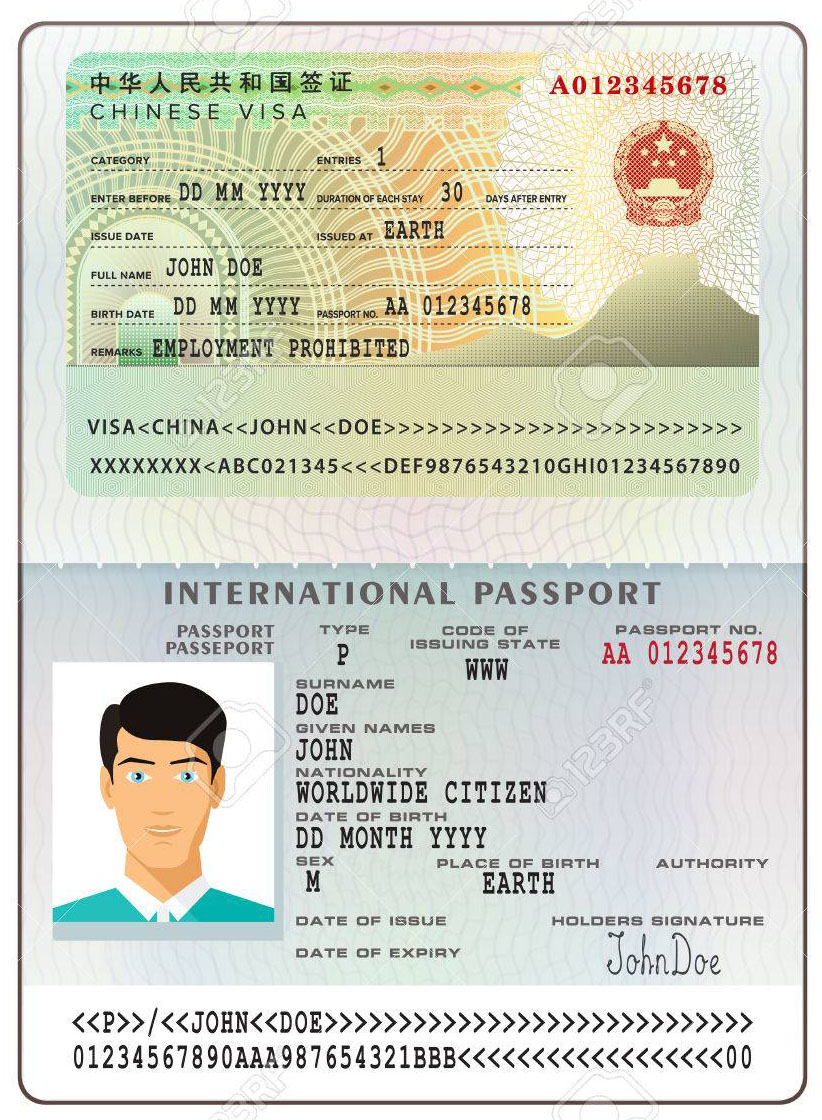 中华人民共和国签证
A012345678
CHINESE VISA
CATEGORY ENTRIES 1
ENTER BEFORE DD MM YYYY DURATION OF EACH STAY 30 DAYS AFTER ENTRY
ISSUE DATE ISSUED AT EARTH
FULL NAME JOHN DOE
BIRTH DATE DD MM YYYY PASSPORT NO. AA 012345678
REMARKS EMPLOYMENT PROHIBITED
VISA<CHINA<<JOHN<<DOE>>>>>>>>>>>>>>>>>>>>>>>>>
XXXXXXXX<ABC021345<<<DEF9876543210GHI01234567890
INTERNATIONAL PASSPORT
PASSPORT TYPE CODE OF PASSPORT NO.
PASSEPORT P ISSUING STATE AA 012345678
WWW
SURNAME
DOE
GIVEN NAMES
JOHN
NATIONALITY
WORLDWIDE CITIZEN
DATE OF BIRTH
DD MONTH YYYY
SEX PLACE OF BIRTH AUTHORITY
M EARTH
DATE OF ISSUE HOLDERS SIGNATURE
DATE OF EXPIRY JohnDoe
<<P>>/<<JOHN<<DOE>>>>>>>>>>>>>>>>>>>>>>>>
01234567890AAA987654321BBB<<<<<<<<<<<<<<<<<<00
123RF